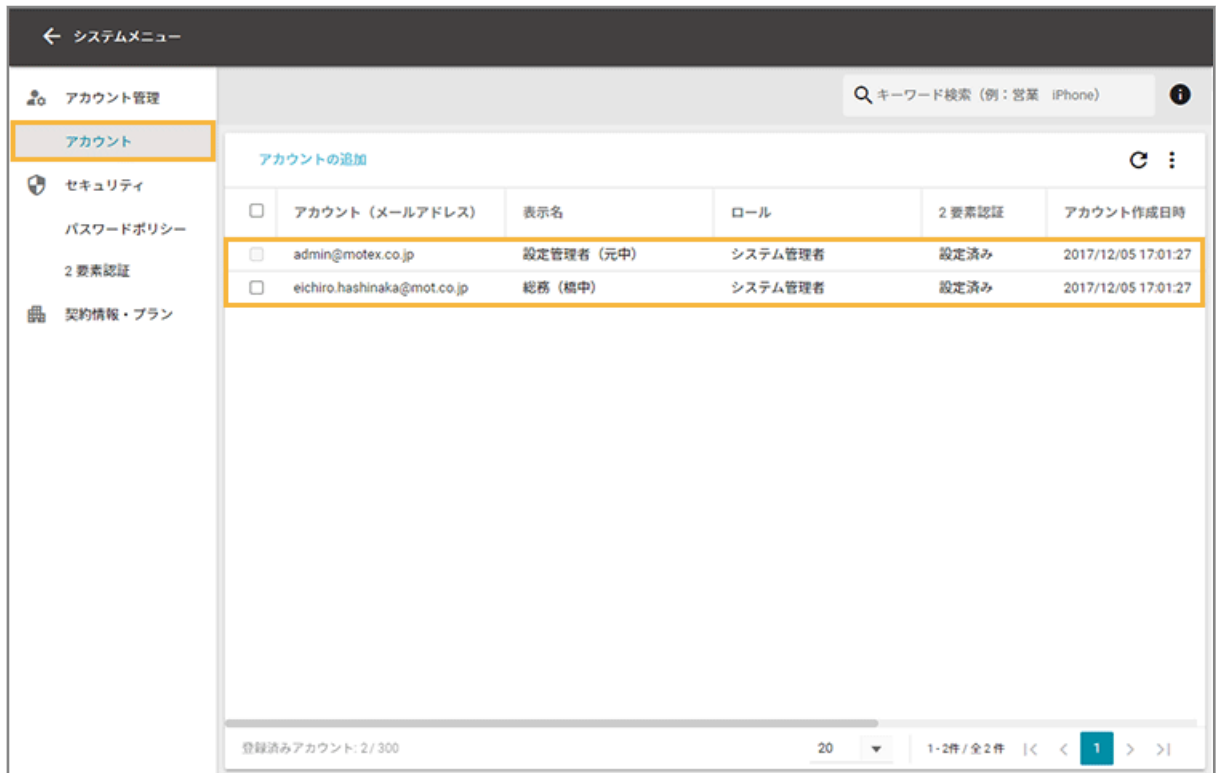 システムメニュー
アカウント管理
キーワード検索（例：営業　iPhone）
アカウント
アカウントの追加
セキュリティ
アカウント（メールアドレス）　表示名　ロール　2 要素認証　アカウント作成日時
パスワードポリシー
admin@motex.co.jp　設定管理者（元中）　システム管理者　設定済み　2017/12/05 17:01:27
2 要素認証
eichiro.hashinaka@mot.co.jp　総務（橋中）　システム管理者　設定済み　2017/12/05 17:01:27
契約情報・プラン
登録済みアカウント: 2 / 300　20　1 - 2件 / 全 2 件　1